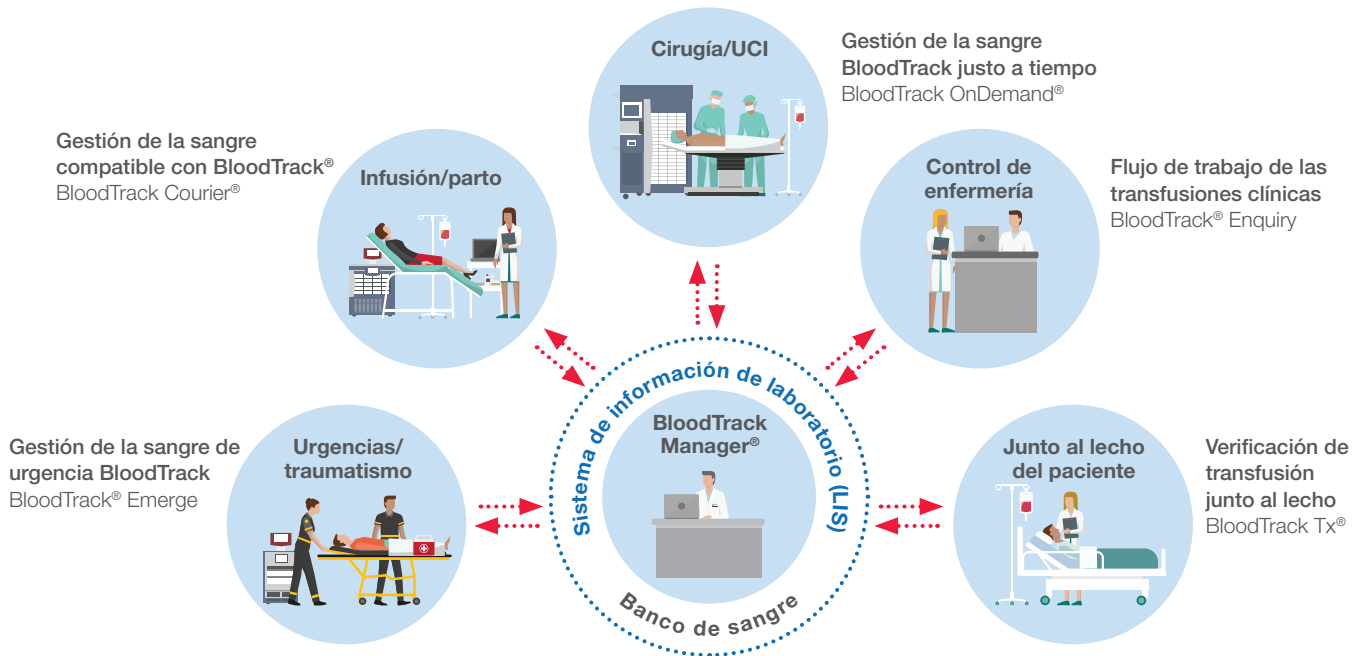 Cirugía/UCI
Gestión de la sangre
BloodTrack justo a tiempo
BloodTrack OnDemand®
Gestión de la sangre
compatible con BloodTrack®
BloodTrack Courier®
Infusión/parto
Control de
enfermería
Flujo de trabajo de las
transfusiones clínicas
BloodTrack® Enquiry
Gestión de la sangre de
urgencia BloodTrack
BloodTrack® Emerge
Urgencias/
traumatismo
Sistema de información de laboratorio (LIS)
BloodTrack
Manager®
Banco de sangre
Junto al lecho
del paciente
Verificación de
transfusión
junto al lecho
BloodTrack Tx®